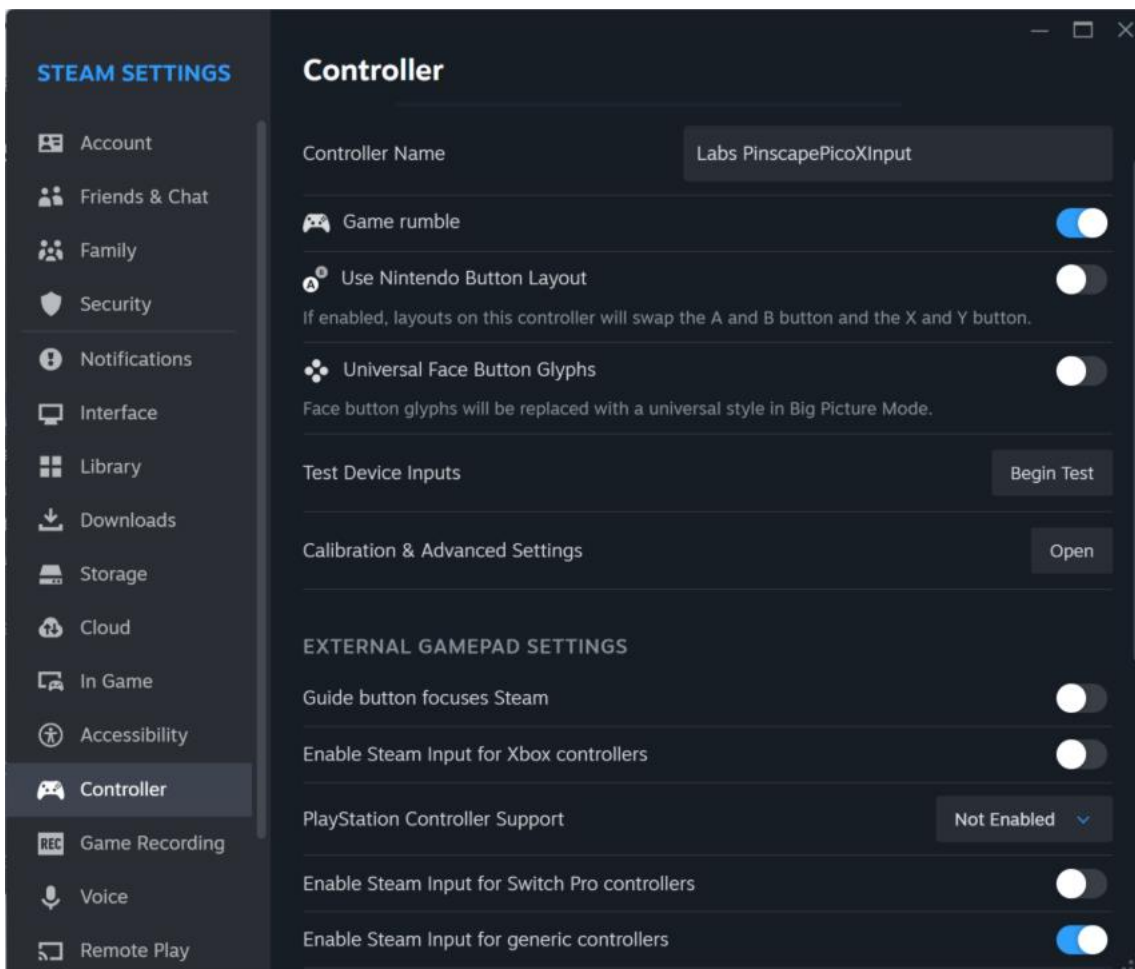 STEAM SETTINGS
Account
Friends & Chat
Family
Security
Notifications
Interface
Library
Downloads
Storage
Cloud
In Game
Accessibility
Controller
REC Game Recording
Voice
Remote Play
Controller
Controller Name
Labs PinscapePicoXInput
Game rumble
A B Use Nintendo Button Layout
If enabled, layouts on this controller will swap the A and B button and the X and Y button.
Universal Face Button Glyphs
Face button glyphs will be replaced with a universal style in Big Picture Mode.
Test Device Inputs
Begin Test
Calibration & Advanced Settings
Open
EXTERNAL GAMEPAD SETTINGS
Guide button focuses Steam
Enable Steam Input for Xbox controllers
PlayStation Controller Support
Not Enabled
Enable Steam Input for Switch Pro controllers
Enable Steam Input for generic controllers